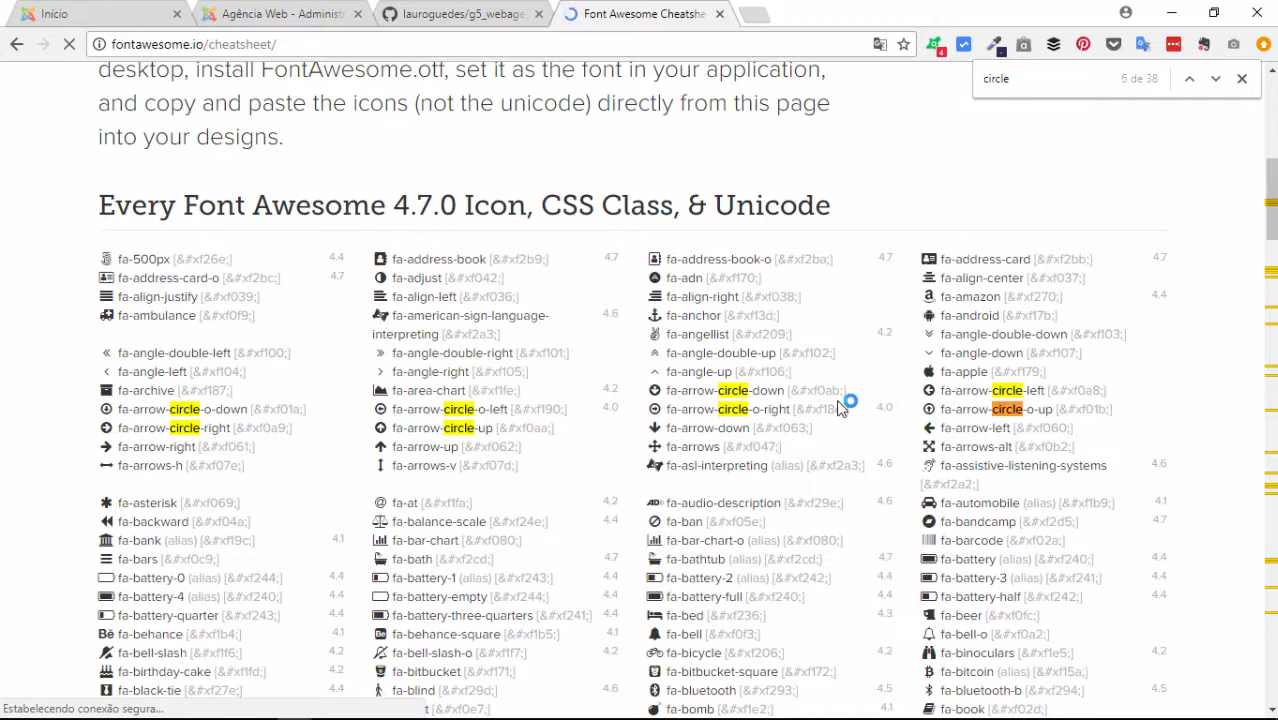 Início
Agência Web - Administ
lauroguedes/g5_webage
Font Awesome Cheatshe
fontawesome.io/cheatsheet/
circle 5 de 38
desktop, install FontAwesome.otf, set it as the font in your application,
and copy and paste the icons (not the unicode) directly from this page
into your designs.
Every Font Awesome 4.7.0 Icon, CSS Class, & Unicode
fa-500px [&#xf26e;] 4.4 fa-address-book [&#xf2b9;] 4.7 fa-address-book-o [&#xf2ba;] 4.7 fa-address-card [&#xf2bb;] 4.7
fa-address-card-o [&#xf2bc;] 4.7 fa-adjust [&#xf042;] fa-adn [&#xf170;] fa-align-center [&#xf037;]
fa-align-justify [&#xf039;] fa-align-left [&#xf036;] fa-align-right [&#xf038;] fa-amazon [&#xf270;] 4.4
fa-ambulance [&#xf0f9;] fa-american-sign-language- 4.6 fa-anchor [&#xf13d;] fa-android [&#xf17b;]
interpreting [&#xf2a3;] fa-angellist [&#xf209;] 4.2 fa-angle-double-down [&#xf103;]
fa-angle-double-left [&#xf100;] fa-angle-double-right [&#xf101;] fa-angle-double-up [&#xf102;] fa-angle-down [&#xf107;]
fa-angle-left [&#xf104;] fa-angle-right [&#xf105;] fa-angle-up [&#xf106;] fa-apple [&#xf179;]
fa-archive [&#xf187;] fa-area-chart [&#xf1fe;] 4.2 fa-arrow-circle-down [&#xf0ab;] fa-arrow-circle-left [&#xf0a8;]
fa-arrow-circle-o-down [&#xf01a;] fa-arrow-circle-o-left [&#xf190;] 4.0 fa-arrow-circle-o-right [&#xf18 4.0 fa-arrow-circle-o-up [&#xf01b;]
fa-arrow-circle-right [&#xf0a9;] fa-arrow-circle-up [&#xf0aa;] fa-arrow-down [&#xf063;] fa-arrow-left [&#xf060;]
fa-arrow-right [&#xf061;] fa-arrow-up [&#xf062;] fa-arrows [&#xf047;] fa-arrows-alt [&#xf0b2;]
fa-arrows-h [&#xf07e;] fa-arrows-v [&#xf07d;] fa-asl-interpreting (alias) [&#xf2a3;] 4.6 fa-assistive-listening-systems 4.6
[&#xf2a2;]
fa-asterisk [&#xf069;] fa-at [&#xf1fa;] 4.2 fa-audio-description [&#xf29e;] 4.6 fa-automobile (alias) [&#xf1b9;] 4.1
fa-backward [&#xf04a;] fa-balance-scale [&#xf24e;] 4.4 fa-ban [&#xf05e;] fa-bandcamp [&#xf2d5;] 4.7
fa-bank (alias) [&#xf19c;] 4.1 fa-bar-chart [&#xf080;] fa-bar-chart-o (alias) [&#xf080;] fa-barcode [&#xf02a;]
fa-bars [&#xf0c9;] fa-bath [&#xf2cd;] 4.7 fa-bathtub (alias) [&#xf2cd;] 4.7 fa-battery (alias) [&#xf240;] 4.4
fa-battery-0 (alias) [&#xf244;] 4.4 fa-battery-1 (alias) [&#xf243;] 4.4 fa-battery-2 (alias) [&#xf242;] 4.4 fa-battery-3 (alias) [&#xf241;] 4.4
fa-battery-4 (alias) [&#xf240;] 4.4 fa-battery-empty [&#xf244;] 4.4 fa-battery-full [&#xf240;] 4.4 fa-battery-half [&#xf242;] 4.4
fa-battery-quarter [&#xf243;] 4.4 fa-battery-three-quarters [&#xf241;] 4.4 fa-bed [&#xf236;] 4.3 fa-beer [&#xf0fc;]
fa-behance [&#xf1b4;] 4.1 fa-behance-square [&#xf1b5;] 4.1 fa-bell [&#xf0f3;] fa-bell-o [&#xf0a2;]
fa-bell-slash [&#xf1f6;] 4.2 fa-bell-slash-o [&#xf1f7;] 4.2 fa-bicycle [&#xf206;] 4.2 fa-binoculars [&#xf1e5;] 4.2
fa-birthday-cake [&#xf1fd;] 4.2 fa-bitbucket [&#xf171;] fa-bitbucket-square [&#xf172;] fa-bitcoin (alias) [&#xf15a;]
fa-black-tie [&#xf27e;] 4.4 fa-blind [&#xf29d;] 4.6 fa-bluetooth [&#xf293;] 4.5 fa-bluetooth-b [&#xf294;] 4.5
Estabelecendo conexão segura... t [&#xf0e7;] fa-bomb [&#xf1e2;] 4.1 fa-book [&#xf02d;]